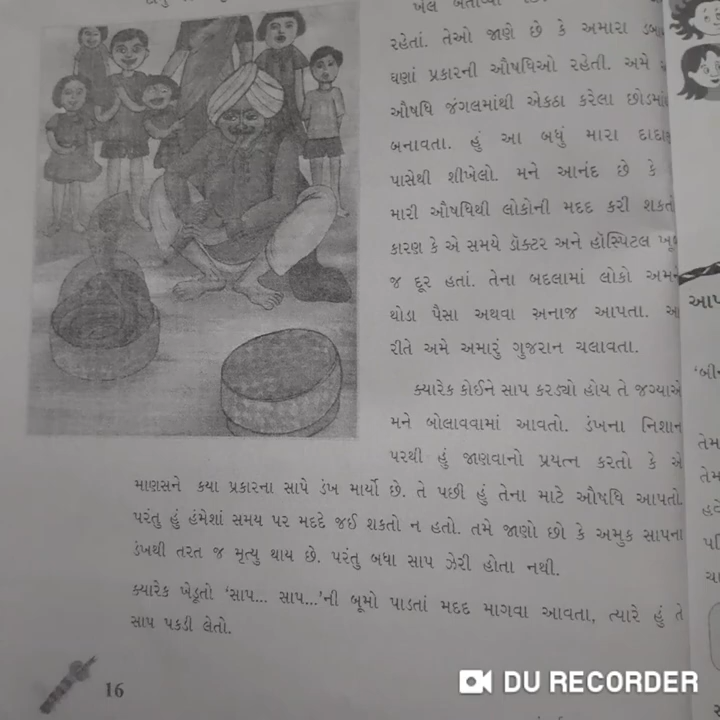 ખેલ બતાવ્યા
રહેતાં. તેઓ જાણે છે કે અમારા
ઘણાં પ્રકારની ઔષધિઓ રહેતી. અમે
ઔષધિ જંગલમાંથી એકઠા કરેલા
બનાવતા. હું આ બધું મારા
પાસેથી શીખેલો. મને આનંદ છે કે
મારી ઔષધિથી લોકોની મદદ કરી
કારણ કે એ સમયે ડૉક્ટર અને હૉસ્પિટલ
જ દૂર હતાં. તેના બદલામાં લોકો
થોડા પૈસા અથવા અનાજ આપતા.
રીતે અમે અમારું ગુજરાન ચલાવતા.
ક્યારેક કોઈને સાપ કરડ્યો હોય તે જગ્યાએ
મને બોલાવવામાં આવતો. ડંખના નિશાન
પરથી હું જાણવાનો પ્રયત્ન કરતો કે એ
માણસને કયા પ્રકારના સાપે ડંખ માર્યો છે. તે પછી હું તેના માટે ઔષધિ આપતો.
પરંતુ હું હંમેશાં સમય પર મદદે જઈ શકતો ન હતો. તમે જાણો છો કે અમુક સાપના
ડંખથી તરત જ મૃત્યુ થાય છે. પરંતુ બધા સાપ ઝેરી હોતા નથી.
ક્યારેક ખેડૂતો ‘સાપ... સાપ...’ની બૂમો પાડતાં મદદ માગવા આવતા, ત્યારે હું તે
સાપ પકડી લેતો.
16
DU RECORDER